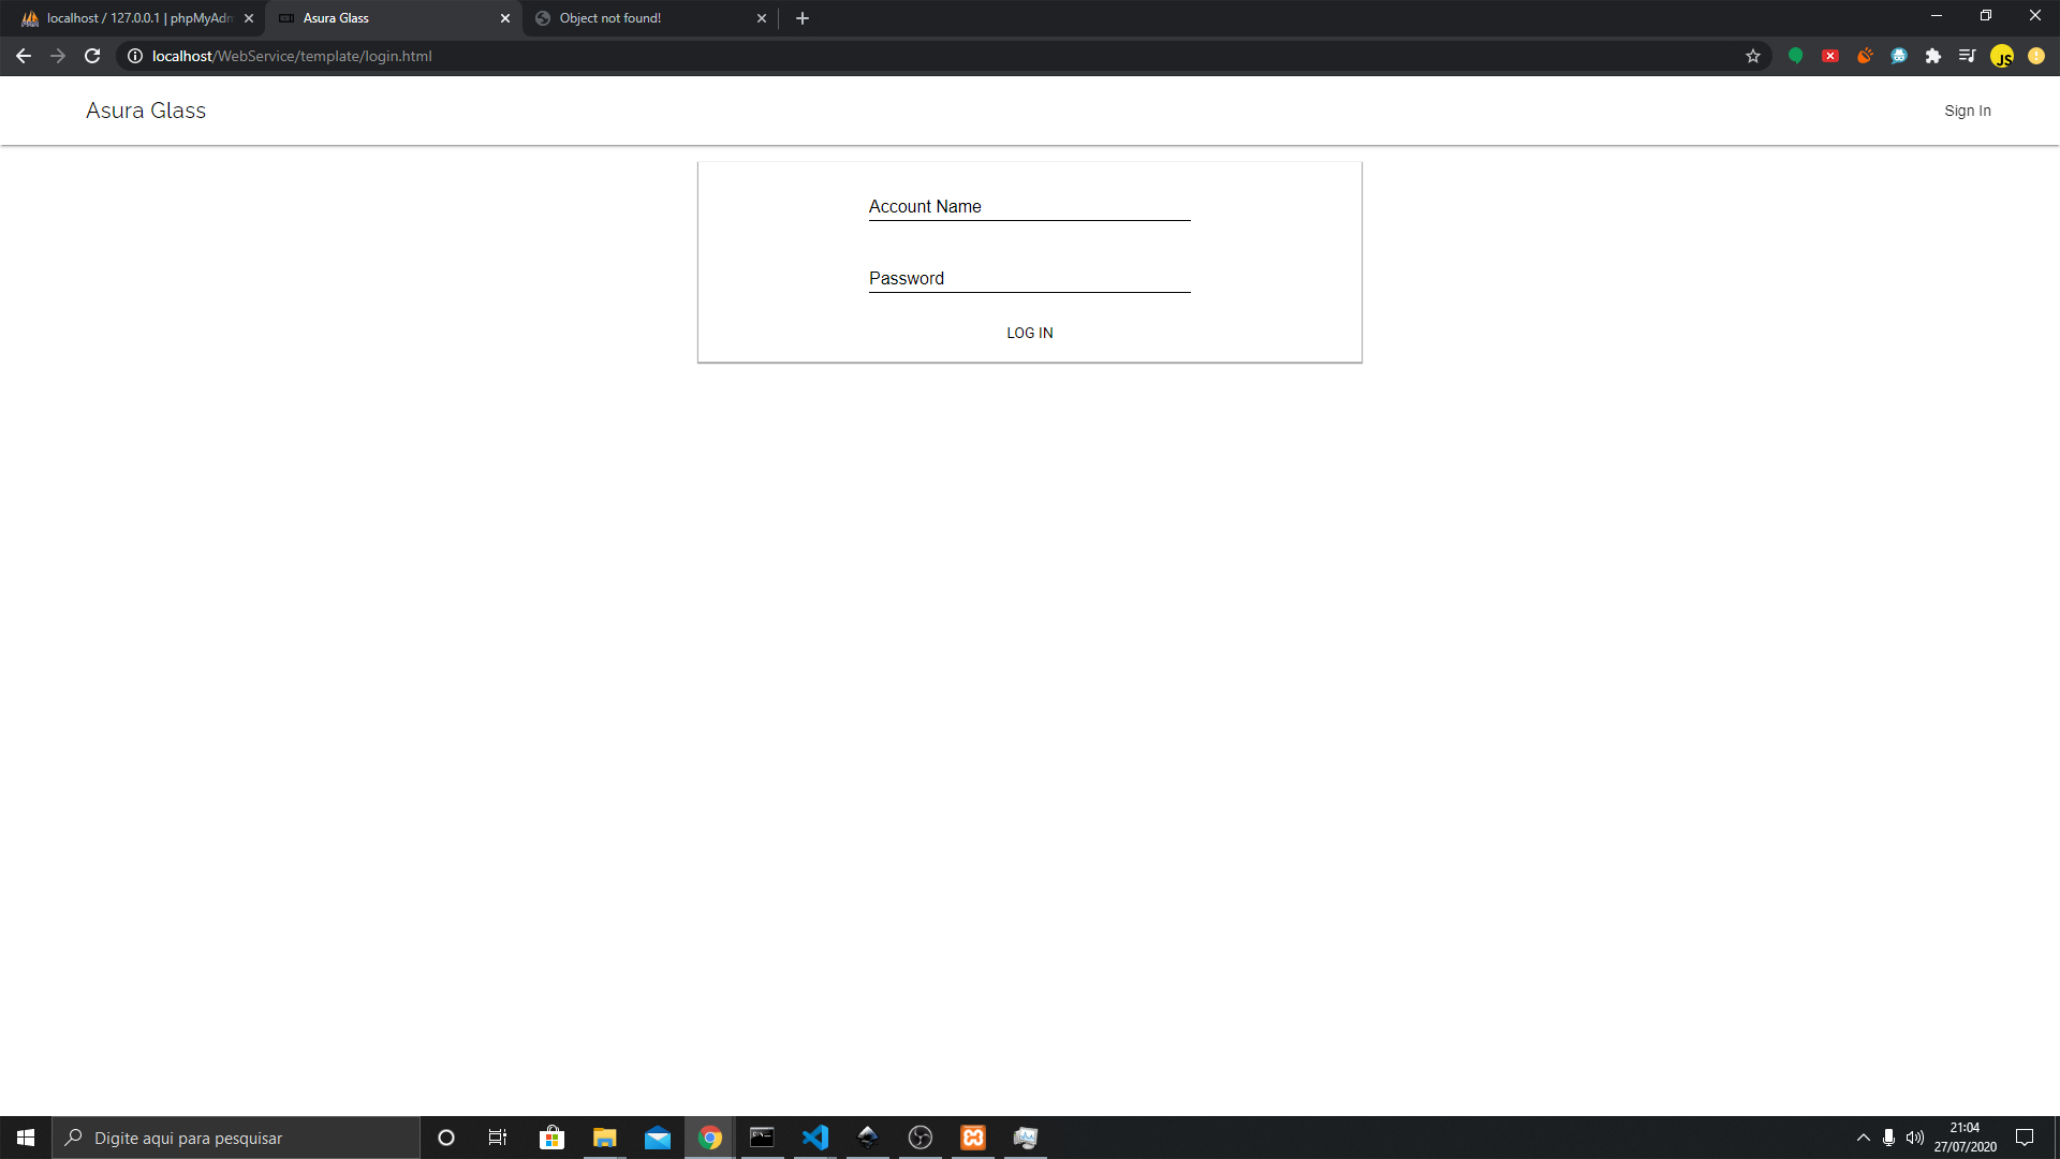 localhost / 127.0.0.1 | phpMyAdm
Asura Glass
Object not found!
localhost/WebService/template/login.html
Asura Glass
Sign In
Account Name
Password
LOG IN
Digite aqui para pesquisar
21:04
27/07/2020